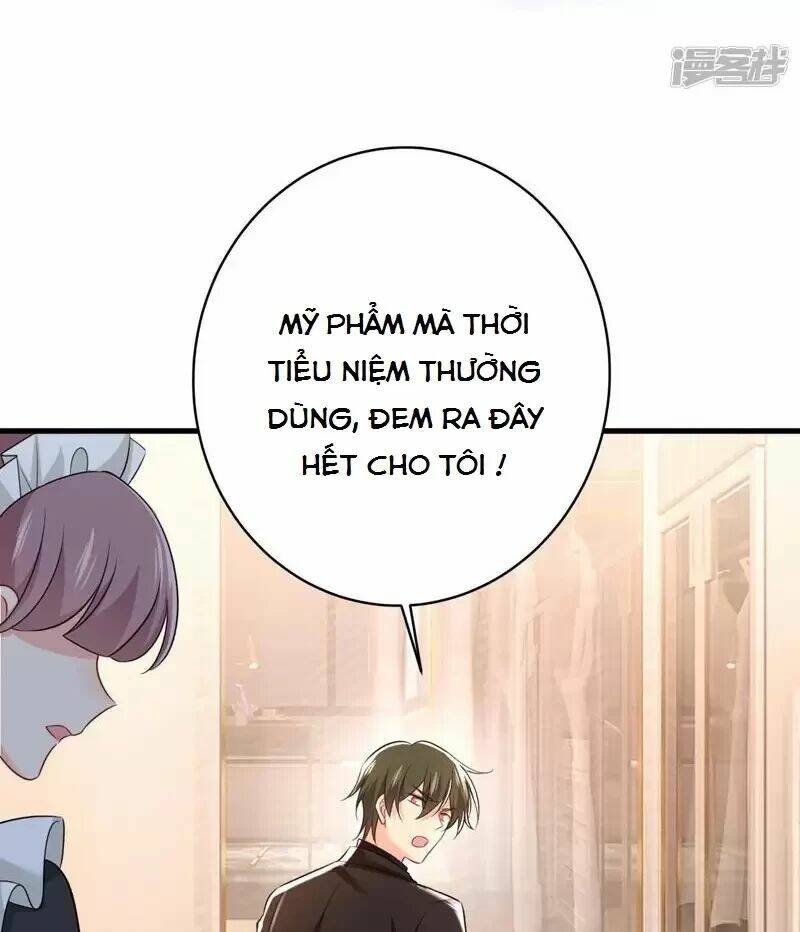 漫客栈
MỸ PHẨM MÀ THỜI
TIỂU NIỆM THƯỜNG
DÙNG, ĐEM RA ĐÂY
HẾT CHO TÔI !